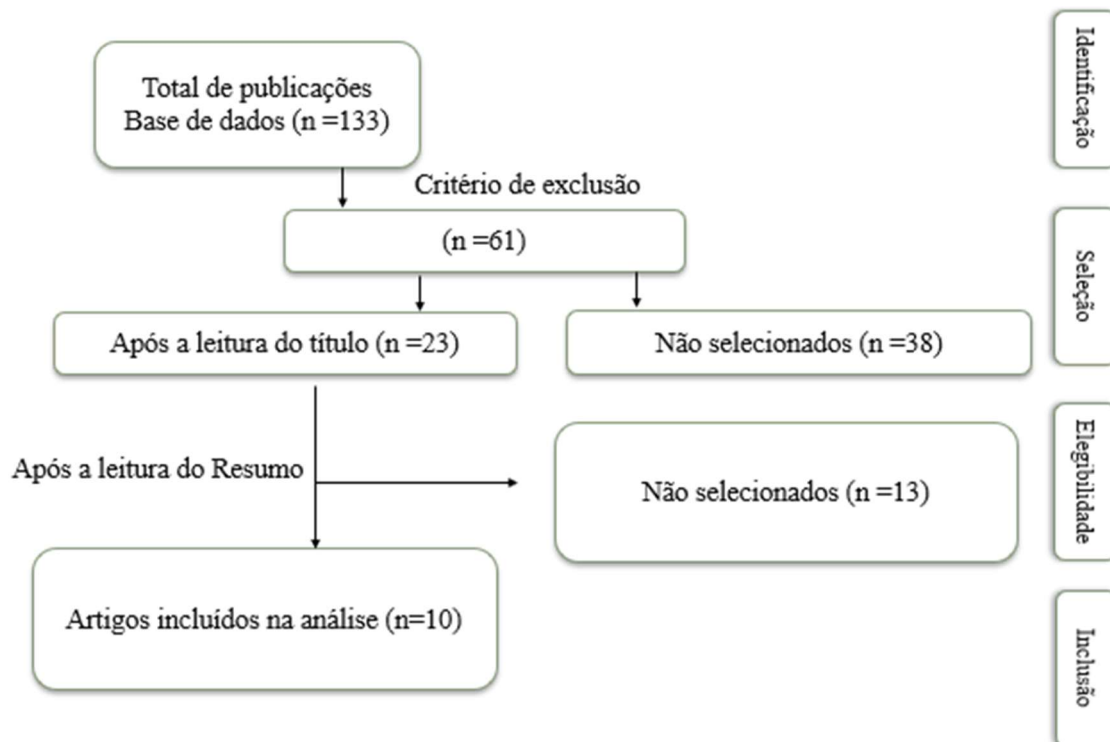 Total de publicações
Base de dados (n =133)
Critério de exclusão
(n =61)
Após a leitura do título (n =23)
Não selecionados (n =38)
Após a leitura do Resumo
Não selecionados (n =13)
Artigos incluídos na análise (n=10)
Identificação
Seleção
Elegibilidade
Inclusão